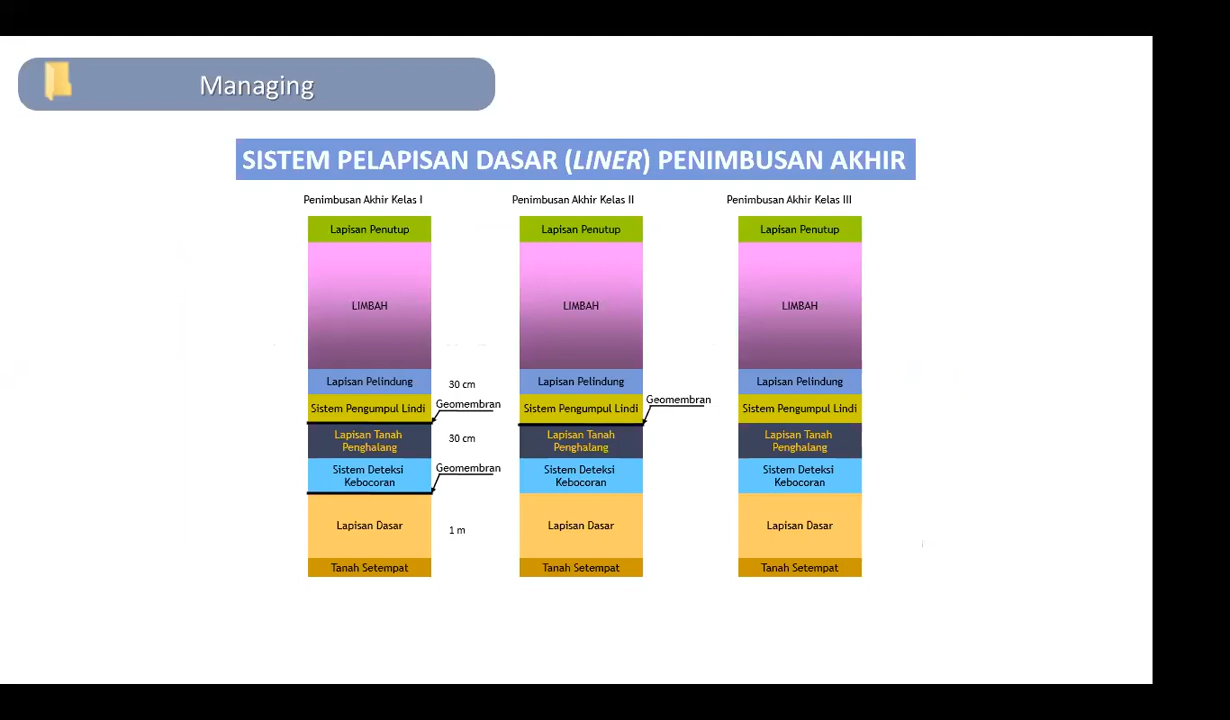 Managing
SISTEM PELAPISAN DASAR (LINER) PENIMBUSAN AKHIR
Penimbusan Akhir Kelas I
Lapisan Penutup
LIMBAH
Lapisan Pelindung
30 cm
Sistem Pengumpul Lindi
Geomembran
Lapisan Tanah
Penghalang
30 cm
Sistem Deteksi
Kebocoran
Geomembran
Lapisan Dasar
1 m
Tanah Setempat
Penimbusan Akhir Kelas II
Lapisan Penutup
LIMBAH
Lapisan Pelindung
Geomembran
Sistem Pengumpul Lindi
Lapisan Tanah
Penghalang
Sistem Deteksi
Kebocoran
Lapisan Dasar
Tanah Setempat
Penimbusan Akhir Kelas III
Lapisan Penutup
LIMBAH
Lapisan Pelindung
Sistem Pengumpul Lindi
Lapisan Tanah
Penghalang
Sistem Deteksi
Kebocoran
Lapisan Dasar
Tanah Setempat